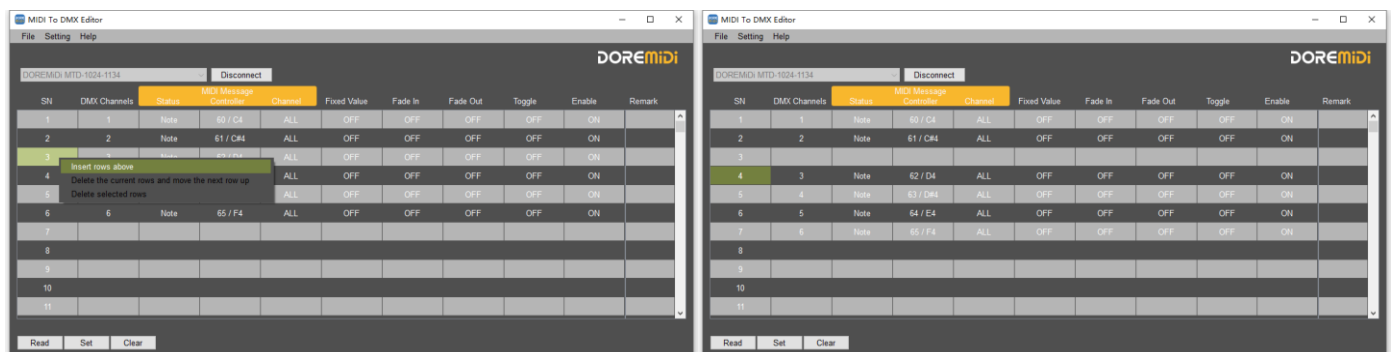 MIDI To DMX Editor
File Setting Help
DOREMiDi
DOREMiDi MTD-1024-1134 Disconnect
MIDI Message
SN DMX Channels Status Controller Channel Fixed Value Fade In Fade Out Toggle Enable Remark
1 1 Note 60 / C4 ALL OFF OFF OFF OFF ON
2 2 Note 61 / C#4 ALL OFF OFF OFF OFF ON
3 3 Note 62 / D4 ALL OFF OFF OFF OFF ON
Insert rows above
4 ALL OFF OFF OFF OFF ON
Delete the current rows and move the next row up
5 ALL OFF OFF OFF OFF ON
Delete selected rows
6 6 Note 65 / F4 ALL OFF OFF OFF OFF ON
7
8
9
10
11
Read Set Clear
MIDI To DMX Editor
File Setting Help
DOREMiDi
DOREMiDi MTD-1024-1134 Disconnect
MIDI Message
SN DMX Channels Status Controller Channel Fixed Value Fade In Fade Out Toggle Enable Remark
1 1 Note 60 / C4 ALL OFF OFF OFF OFF ON
2 2 Note 61 / C#4 ALL OFF OFF OFF OFF ON
3
4 3 Note 62 / D4 ALL OFF OFF OFF OFF ON
5 4 Note 63 / D#4 ALL OFF OFF OFF OFF ON
6 5 Note 64 / E4 ALL OFF OFF OFF OFF ON
7 6 Note 65 / F4 ALL OFF OFF OFF OFF ON
8
9
10
11
Read Set Clear